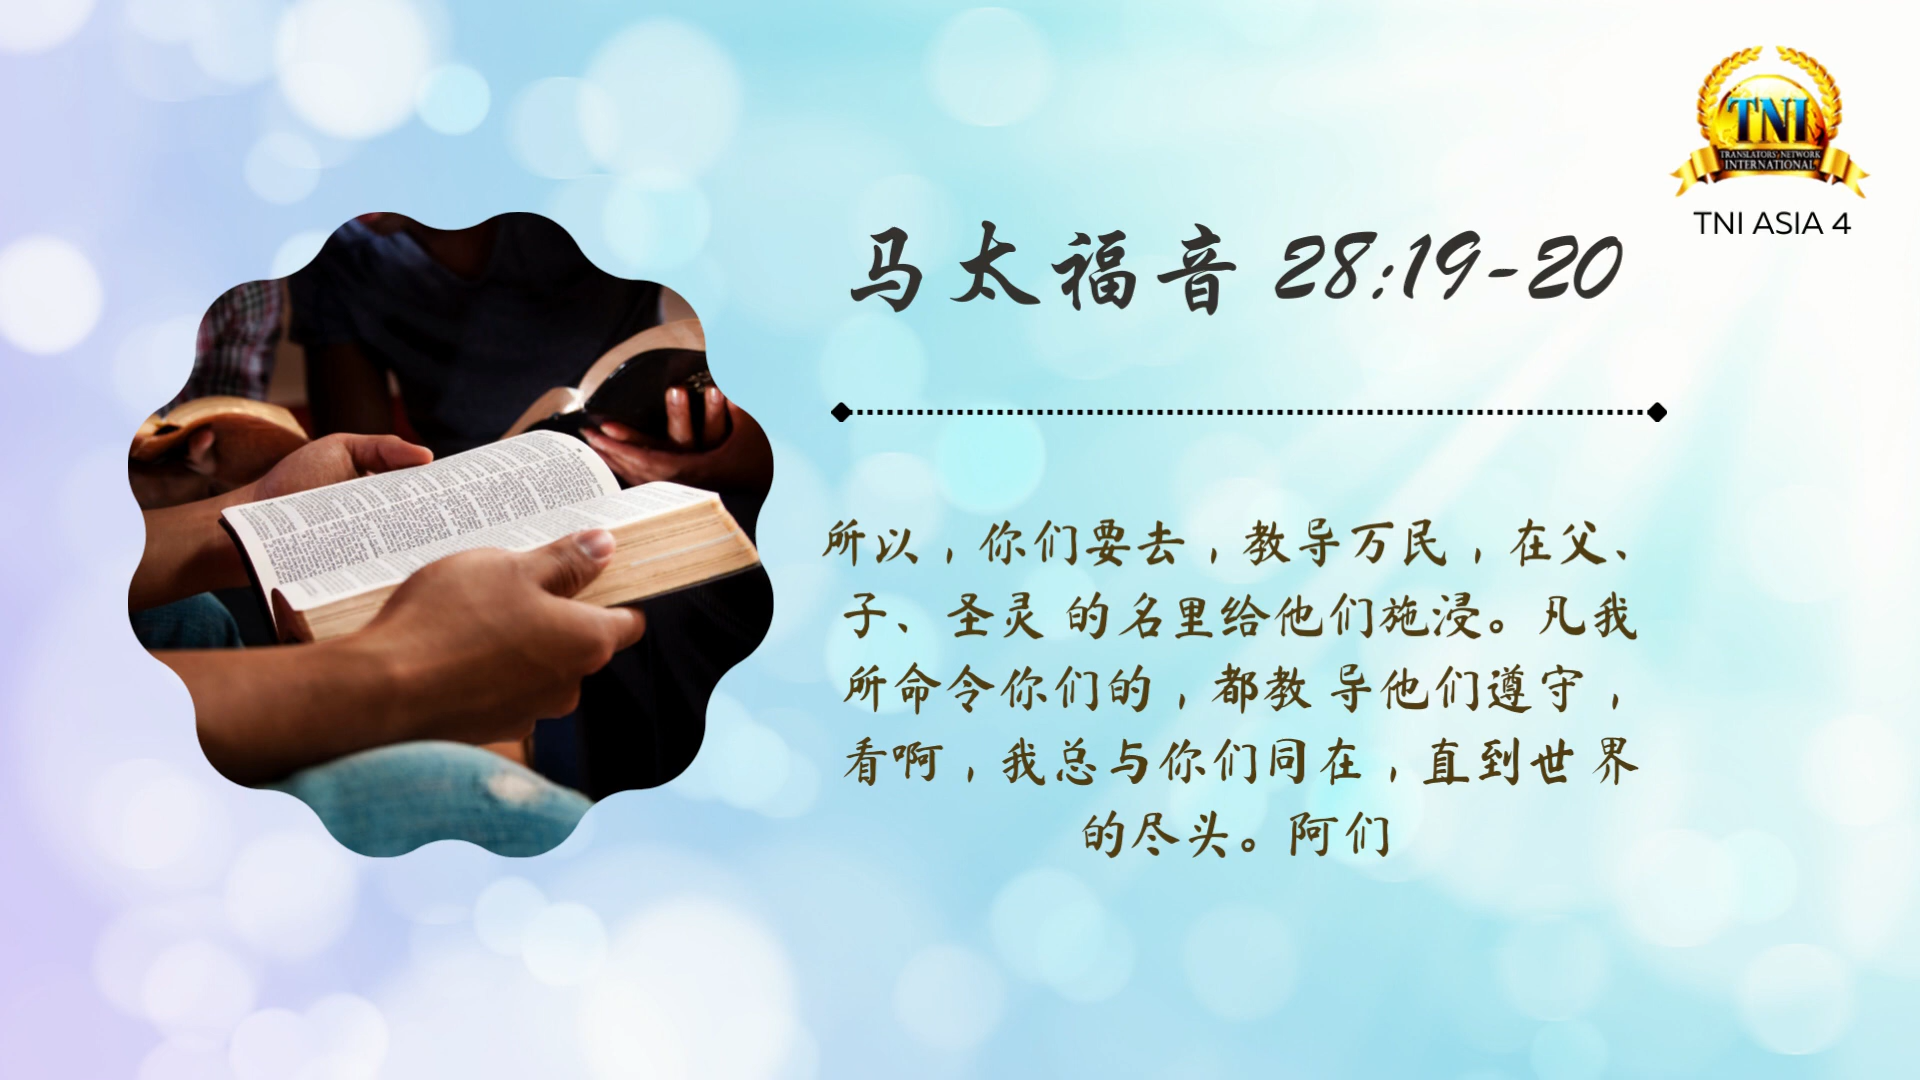 TNI
TRANSLATORS' NETWORK
INTERNATIONAL
TNI ASIA 4
马太福音 28:19-20
所以，你们要去，教导万民，在父、
子、圣灵 的名里给他们施浸。凡我
所命令你们的，都教 导他们遵守，
看啊，我总与你们同在，直到世 界
的尽头。阿们